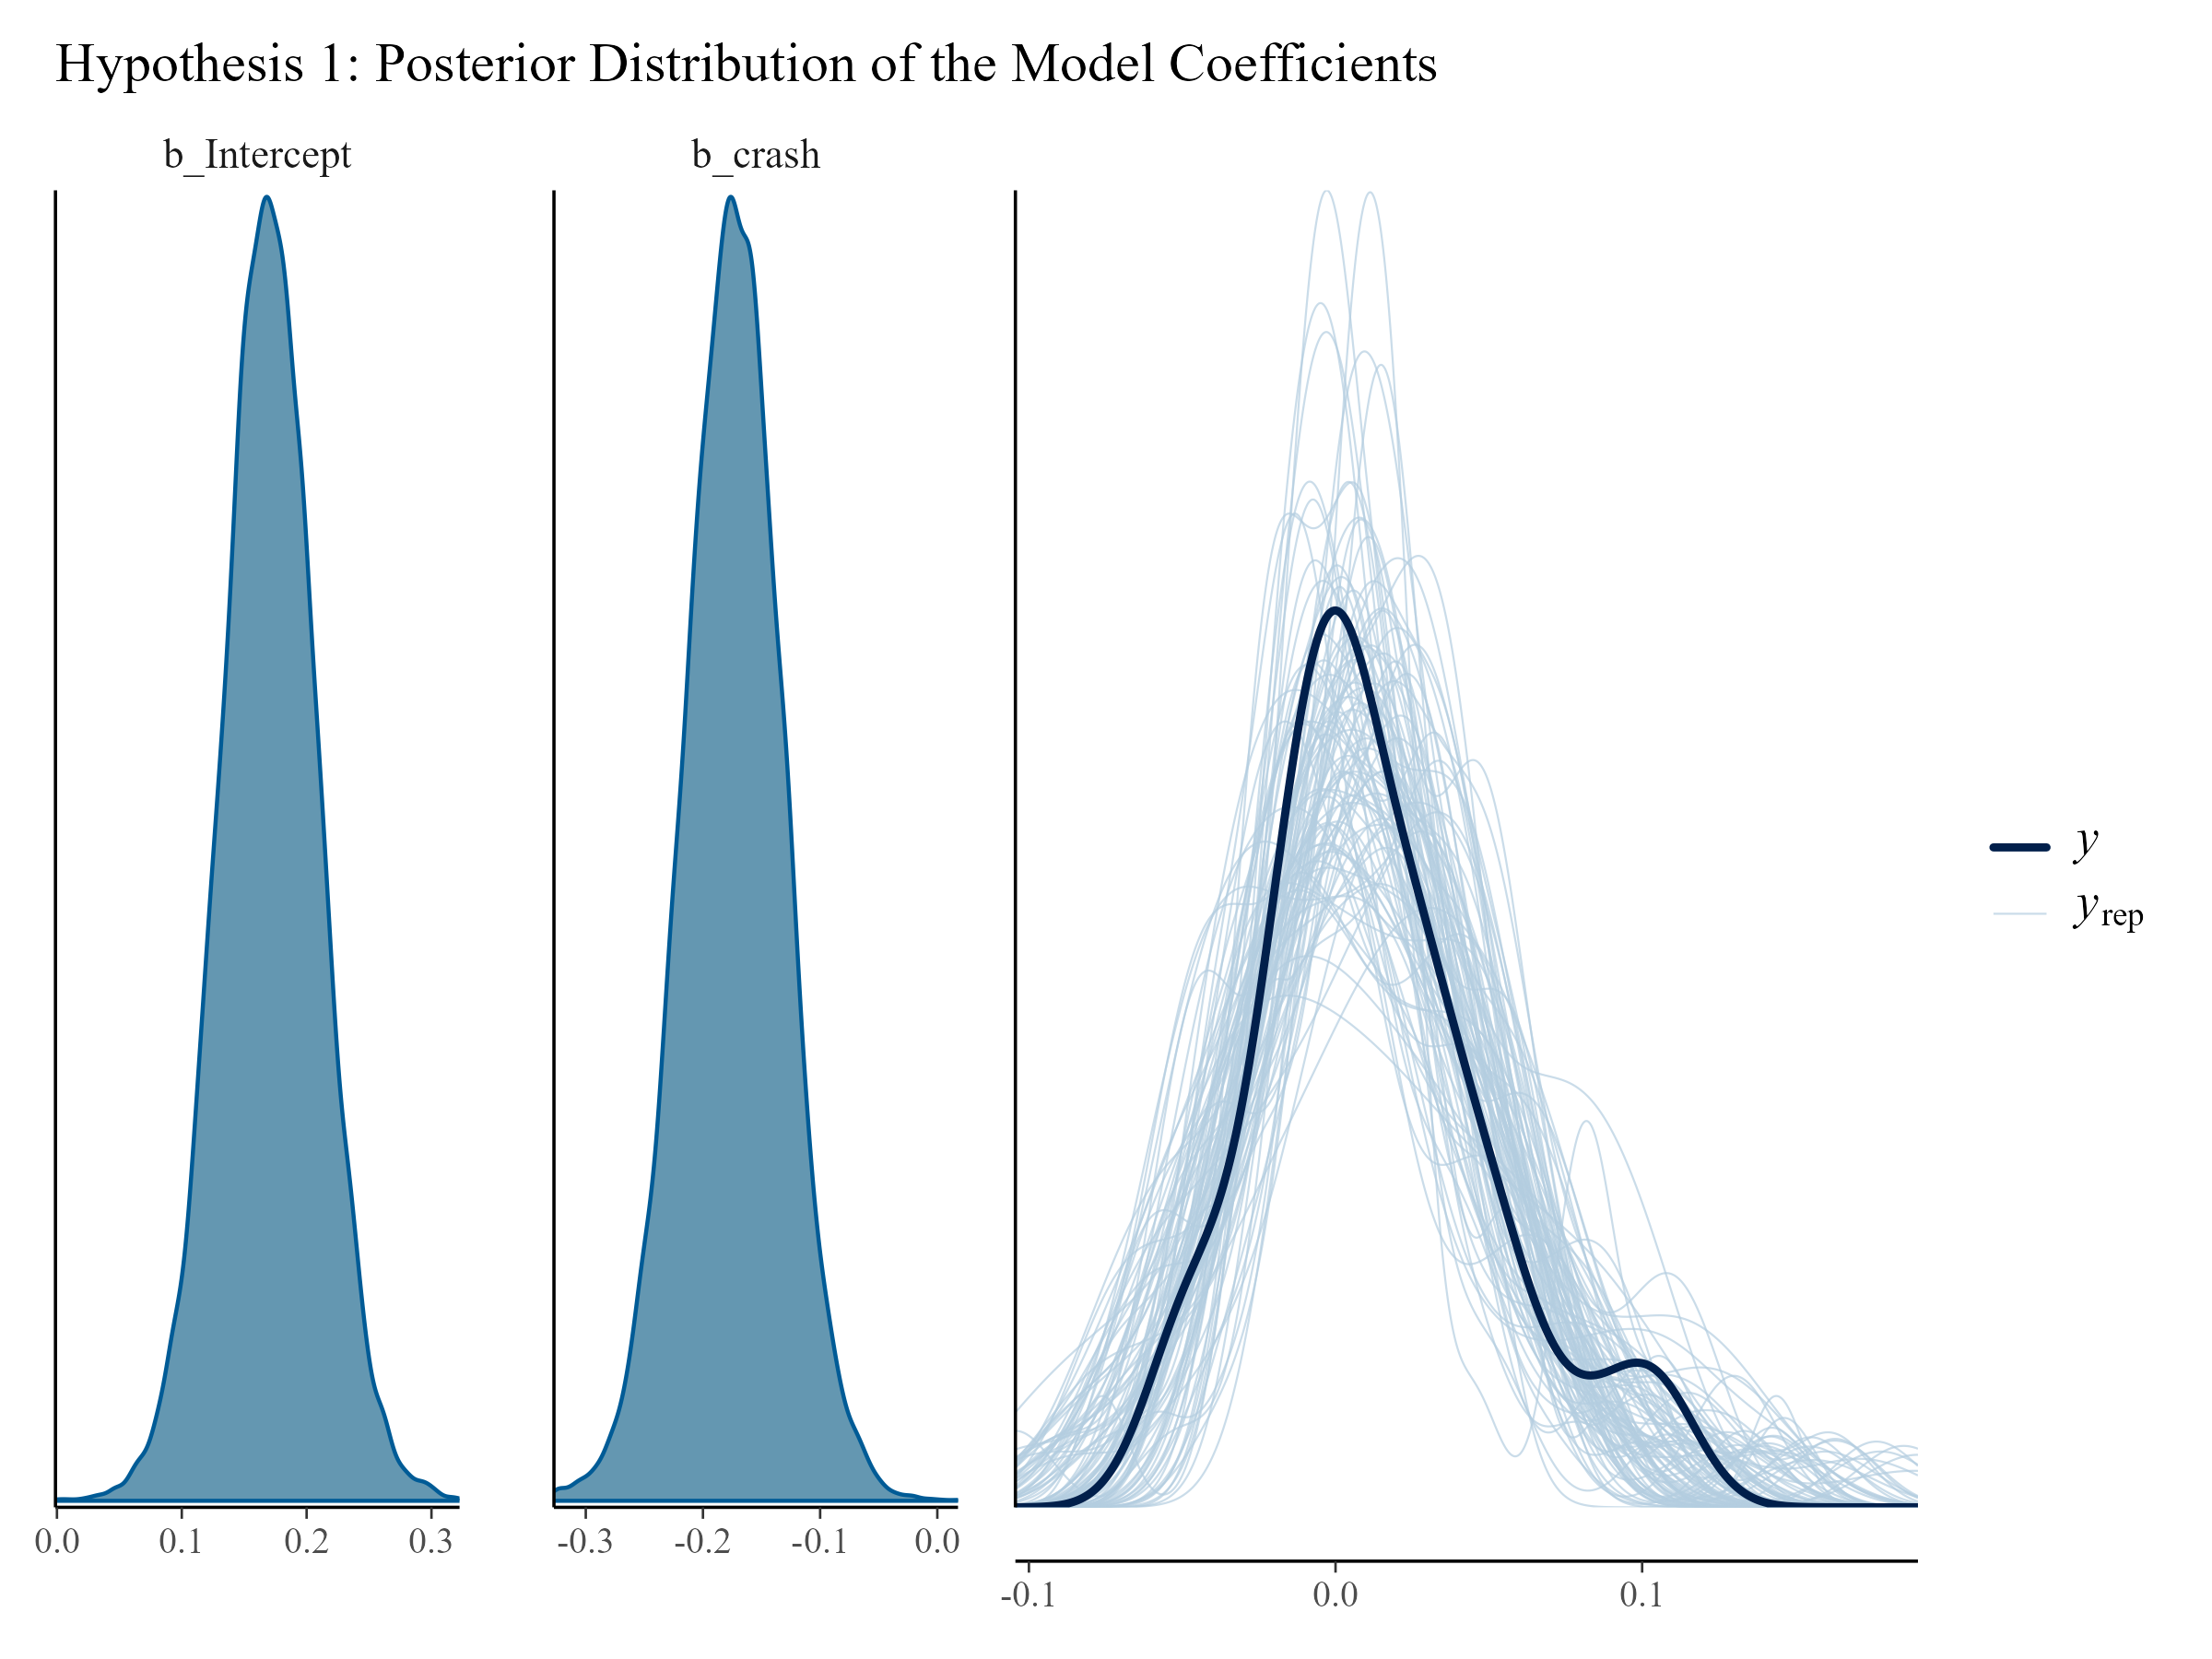 Hypothesis 1: Posterior Distribution of the Model Coefficients
b_Intercept
b_crash
y
yrep
0.0 0.1 0.2 0.3
-0.3 -0.2 -0.1 0.0
-0.1 0.0 0.1